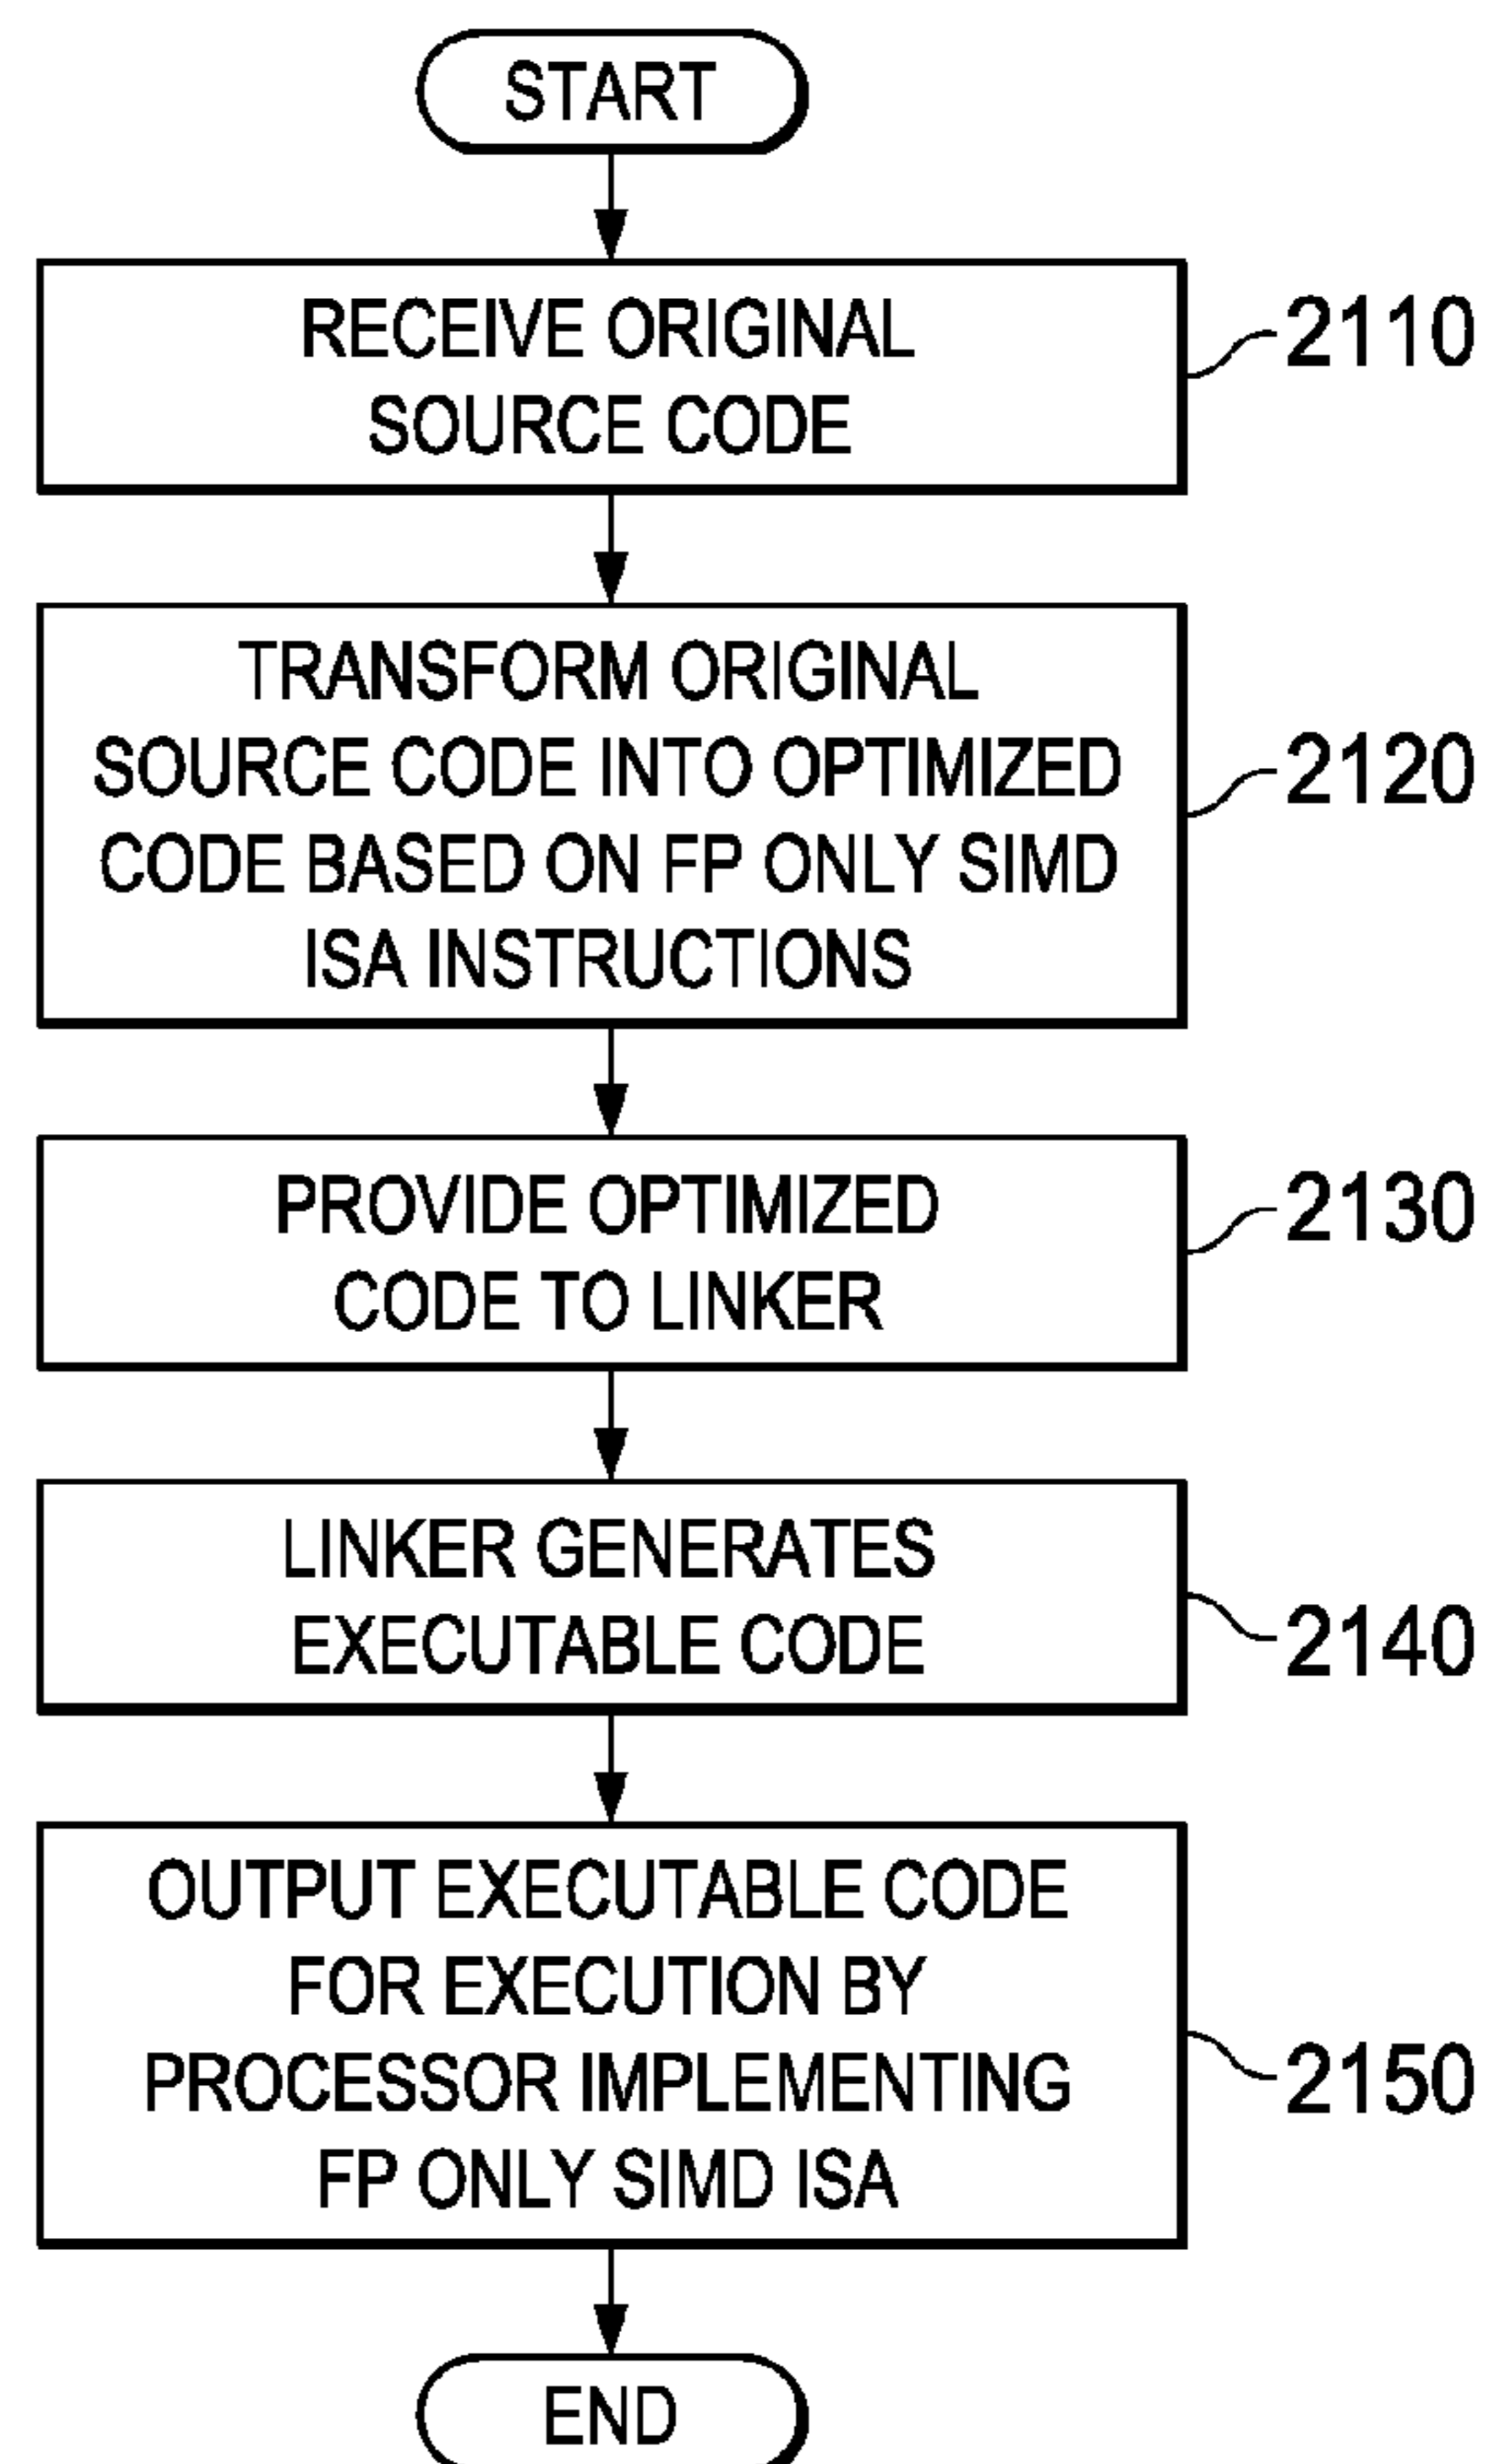 START
RECEIVE ORIGINAL
SOURCE CODE
2110
TRANSFORM ORIGINAL
SOURCE CODE INTO OPTIMIZED
CODE BASED ON FP ONLY SIMD
ISA INSTRUCTIONS
2120
PROVIDE OPTIMIZED
CODE TO LINKER
2130
LINKER GENERATES
EXECUTABLE CODE
2140
OUTPUT EXECUTABLE CODE
FOR EXECUTION BY
PROCESSOR IMPLEMENTING
FP ONLY SIMD ISA
2150
END